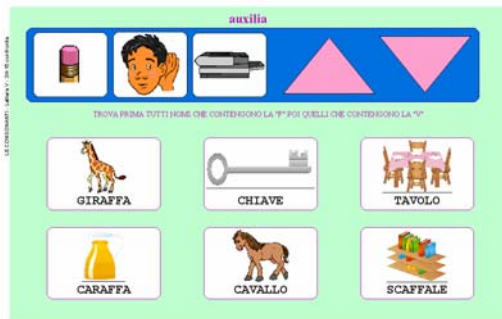 auxilia
TROVA PRIMA TUTTI NOMI CHE CONTENGONO LA "F" POI QUELLI CHE CONTENGONO LA "V"
GIRAFFA
CHIAVE
TAVOLO
CARAFFA
CAVALLO
SCAFFALE